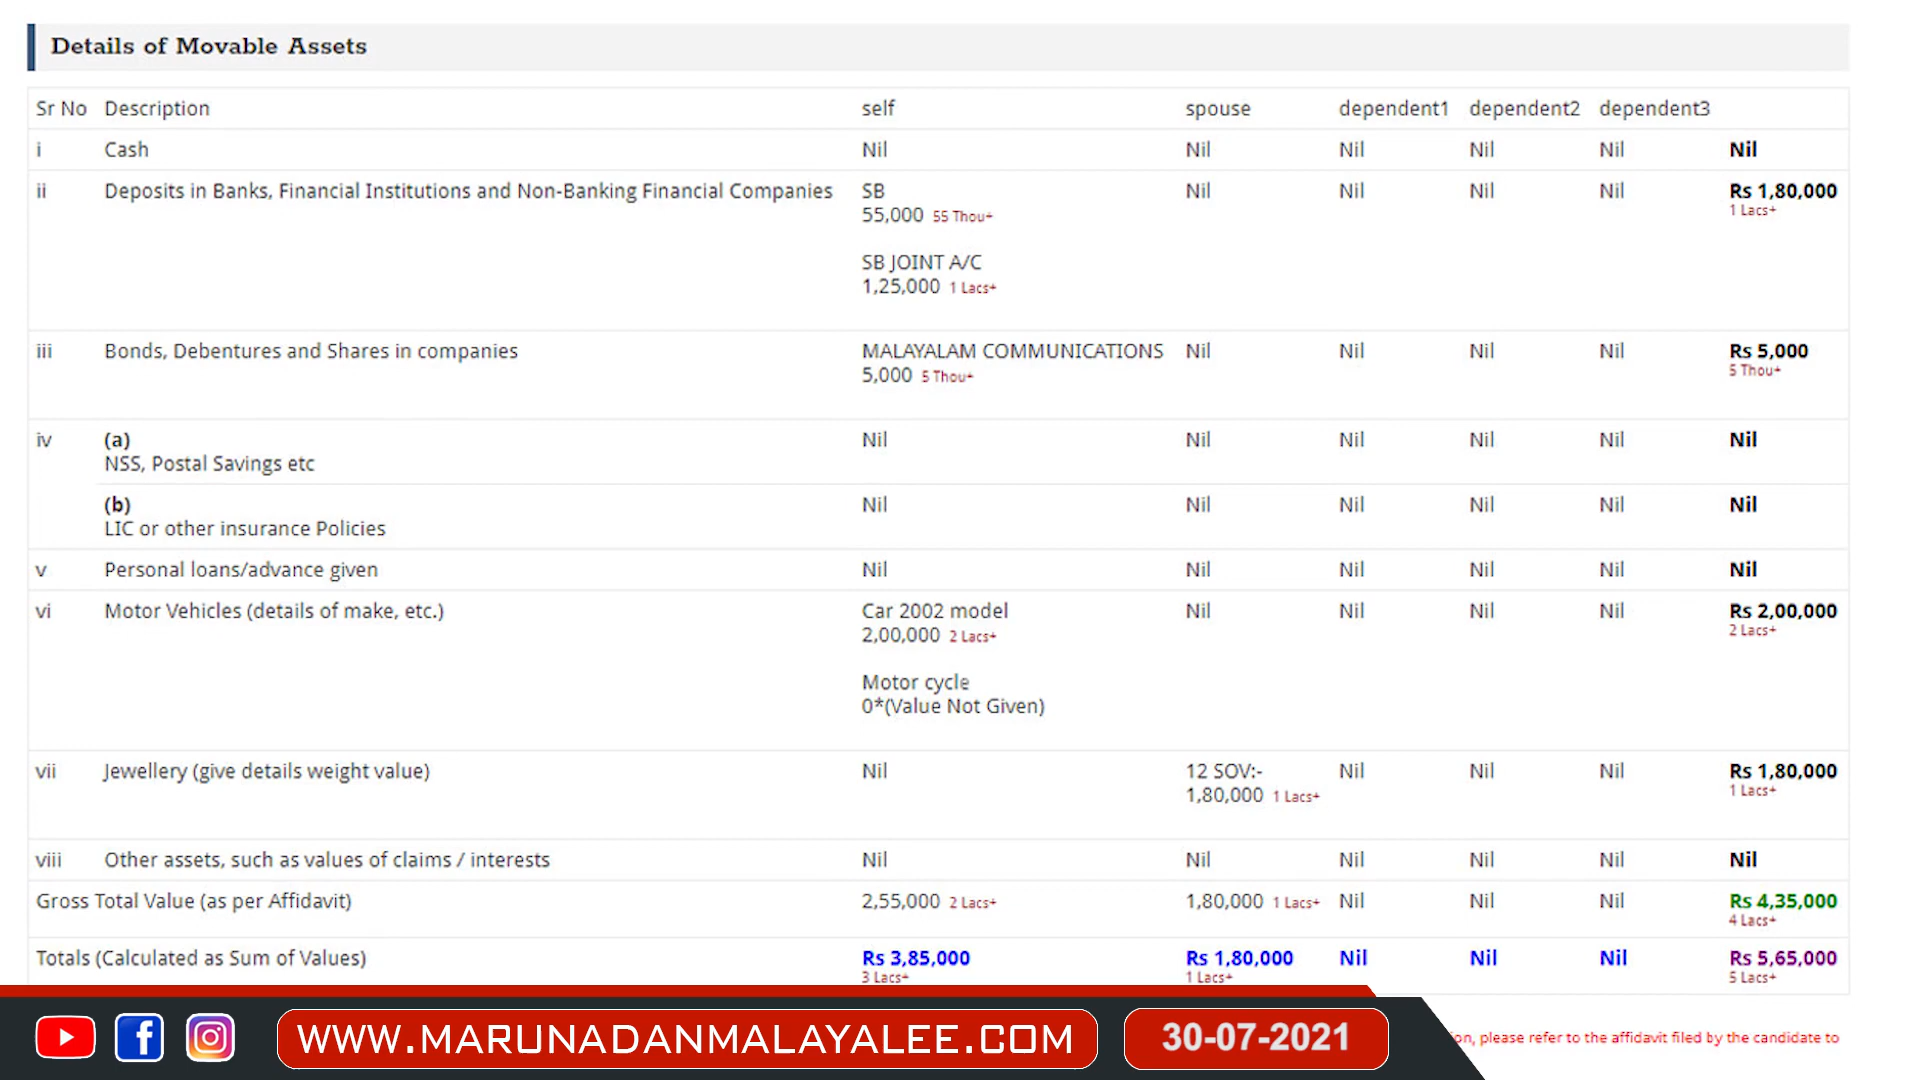 Details of Movable Assets
Sr No Description self spouse dependent1 dependent2 dependent3
i Cash Nil Nil Nil Nil Nil Nil
ii Deposits in Banks, Financial Institutions and Non-Banking Financial Companies SB Nil Nil Nil Nil Rs 1,80,000
55,000 55 Thou+ 1 Lacs+
SB JOINT A/C
1,25,000 1 Lacs+
iii Bonds, Debentures and Shares in companies MALAYALAM COMMUNICATIONS Nil Nil Nil Nil Rs 5,000
5,000 5 Thou+ 5 Thou+
iv (a) Nil Nil Nil Nil Nil Nil
NSS, Postal Savings etc
(b) Nil Nil Nil Nil Nil Nil
LIC or other insurance Policies
v Personal loans/advance given Nil Nil Nil Nil Nil Nil
vi Motor Vehicles (details of make, etc.) Car 2002 model Nil Nil Nil Nil Rs 2,00,000
2,00,000 2 Lacs+ 2 Lacs+
Motor cycle
0*(Value Not Given)
vii Jewellery (give details weight value) Nil 12 SOV:- Nil Nil Nil Rs 1,80,000
1,80,000 1 Lacs+ 1 Lacs+
viii Other assets, such as values of claims / interests Nil Nil Nil Nil Nil Nil
Gross Total Value (as per Affidavit) 2,55,000 2 Lacs+ 1,80,000 1 Lacs+ Nil Nil Nil Rs 4,35,000
4 Lacs+
Totals (Calculated as Sum of Values) Rs 3,85,000 Rs 1,80,000 Nil Nil Nil Rs 5,65,000
3 Lacs+ 1 Lacs+ 5 Lacs+
WWW.MARUNADANMALAYALEE.COM 30-07-2021 on, please refer to the affidavit filed by the candidate to